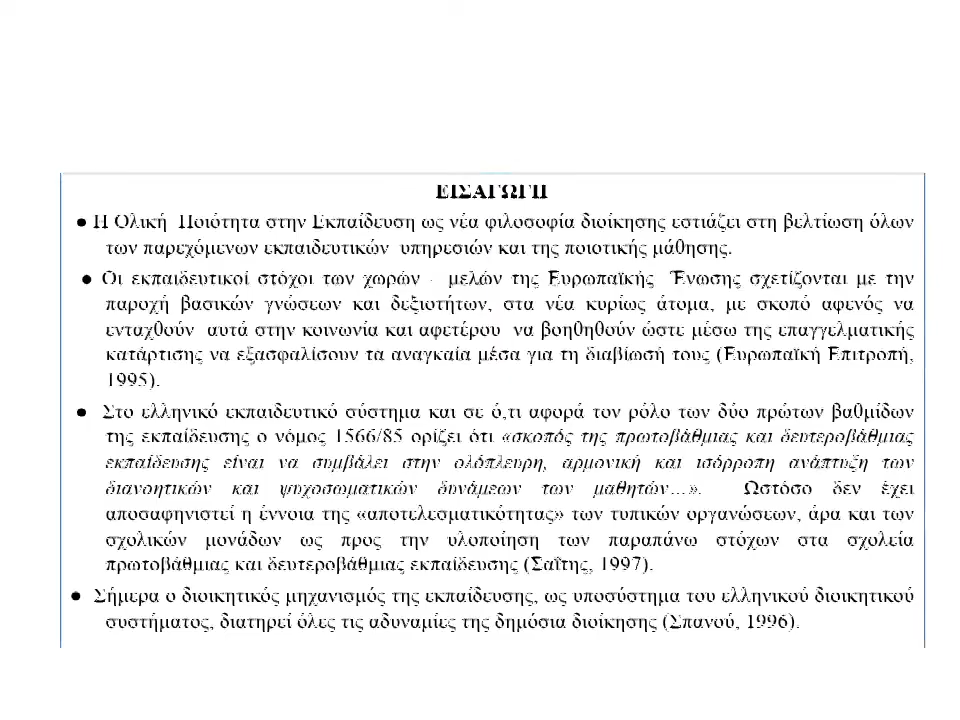 ΕΙΣΑΓΩΓΗ
● Η Ολική Ποιότητα στην Εκπαίδευση ως νέα φιλοσοφία διοίκησης εστιάζει στη βελτίωση όλων
των παρεχόμενων εκπαιδευτικών υπηρεσιών και της ποιοτικής μάθησης.
● Οι εκπαιδευτικοί στόχοι των χωρών - μελών της Ευρωπαϊκής Ένωσης σχετίζονται με την
παροχή βασικών γνώσεων και δεξιοτήτων, στα νέα κυρίως άτομα, με σκοπό αφενός να
ενταχθούν αυτά στην κοινωνία και αφετέρου να βοηθηθούν ώστε μέσω της επαγγελματικής
κατάρτισης να εξασφαλίσουν τα αναγκαία μέσα για τη διαβίωσή τους (Ευρωπαϊκή Επιτροπή,
1995).
● Στο ελληνικό εκπαιδευτικό σύστημα και σε ό,τι αφορά τον ρόλο των δύο πρώτων βαθμίδων
της εκπαίδευσης ο νόμος 1566/85 ορίζει ότι «σκοπός της πρωτοβάθμιας και δευτεροβάθμιας
εκπαίδευσης είναι να συμβάλει στην ολόπλευρη, αρμονική και ισόρροπη ανάπτυξη των
διανοητικών και ψυχοσωματικών δυνάμεων των μαθητών…». Ωστόσο δεν έχει
αποσαφηνιστεί η έννοια της «αποτελεσματικότητας» των τυπικών οργανώσεων, άρα και των
σχολικών μονάδων ως προς την υλοποίηση των παραπάνω στόχων στα σχολεία
πρωτοβάθμιας και δευτεροβάθμιας εκπαίδευσης (Σαΐτης, 1997).
● Σήμερα ο διοικητικός μηχανισμός της εκπαίδευσης, ως υποσύστημα του ελληνικού διοικητικού
συστήματος, διατηρεί όλες τις αδυναμίες της δημόσια διοίκησης (Σπανού, 1996).